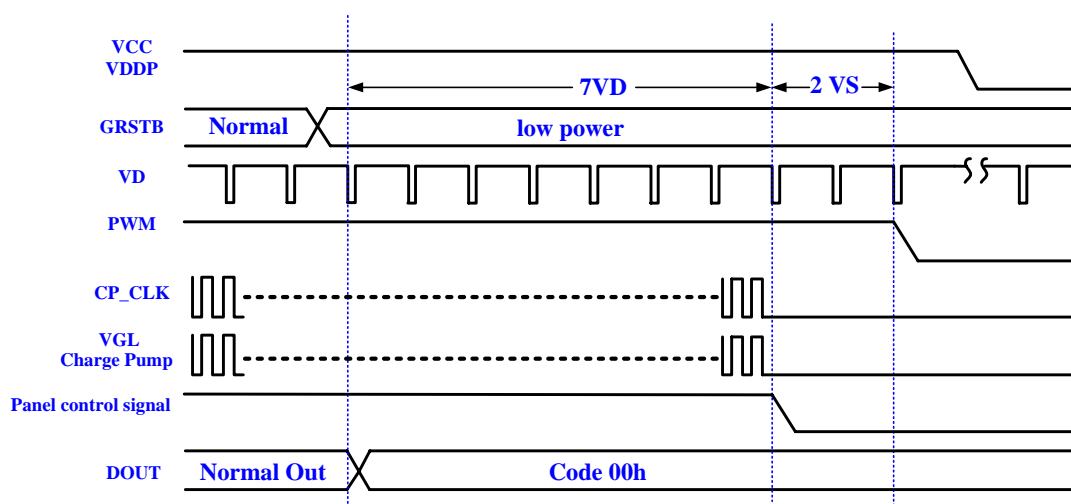 VCC
VDDP
7VD
2 VS
GRSTB
Normal
low power
VD
PWM
CP_CLK
VGL
Charge Pump
Panel control signal
DOUT
Normal Out
Code 00h